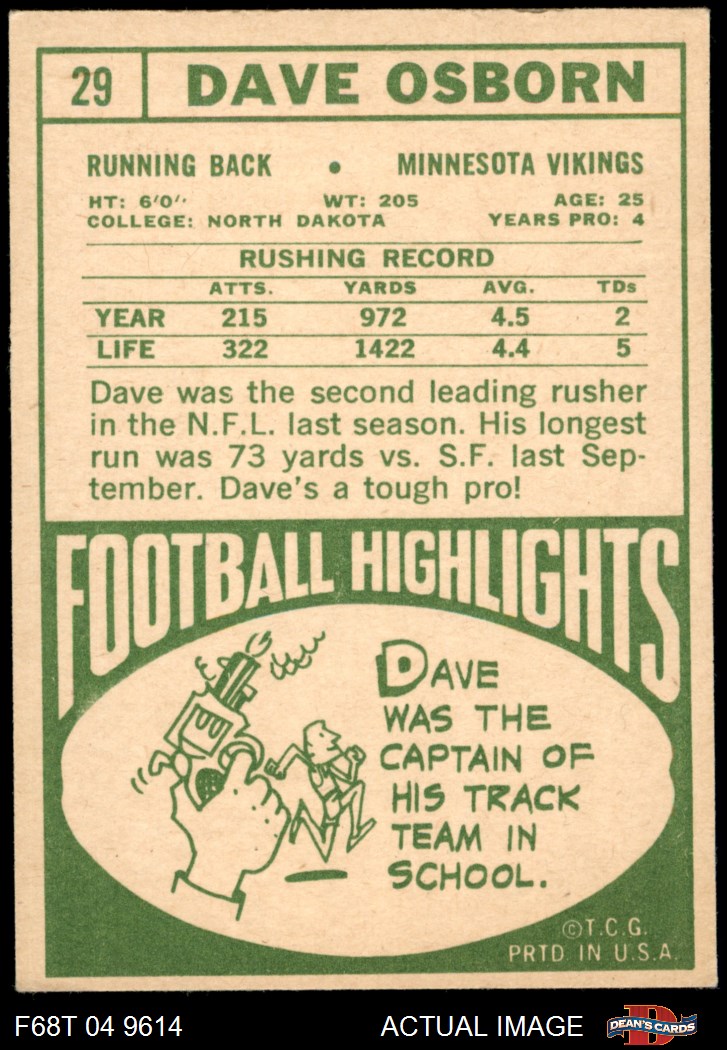 29 DAVE OSBORN
RUNNING BACK • MINNESOTA VIKINGS
HT: 6'0" WT: 205 AGE: 25
COLLEGE: NORTH DAKOTA YEARS PRO: 4
RUSHING RECORD
ATTS. YARDS AVG. TDs
YEAR 215 972 4.5 2
LIFE 322 1422 4.4 5
Dave was the second leading rusher
in the N.F.L. last season. His longest
run was 73 yards vs. S.F. last Sep-
tember. Dave's a tough pro!
FOOTBALL HIGHLIGHTS
DAVE
WAS THE
CAPTAIN OF
HIS TRACK
TEAM IN
SCHOOL.
©T.C.G.
PRTD IN U.S.A.
F68T 04 9614 ACTUAL IMAGE D DEAN'S CARDS